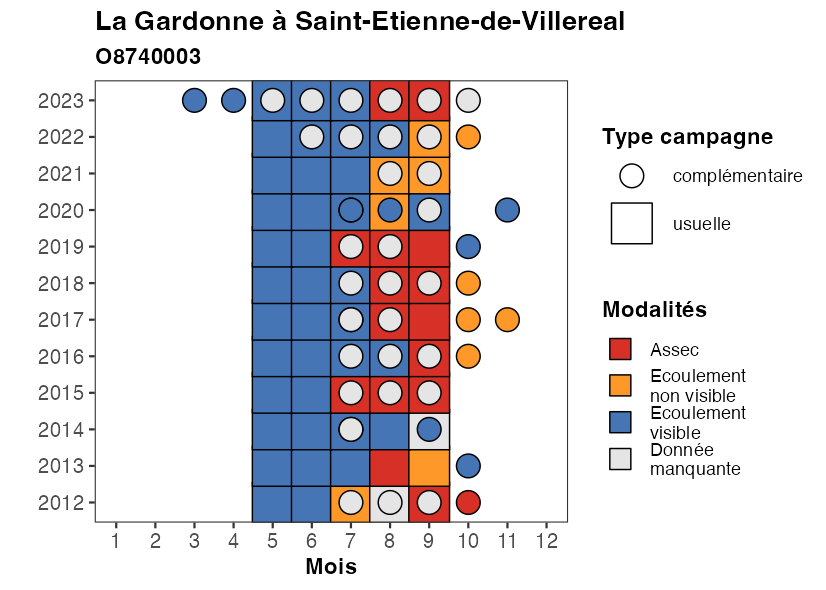 La Gardonne à Saint-Etienne-de-Villereal
O8740003
2023
2022
2021
2020
2019
2018
2017
2016
2015
2014
2013
2012
1 2 3 4 5 6 7 8 9 10 11 12
Mois
Type campagne
complémentaire
usuelle
Modalités
Assec
Ecoulement
non visible
Ecoulement
visible
Donnée
manquante